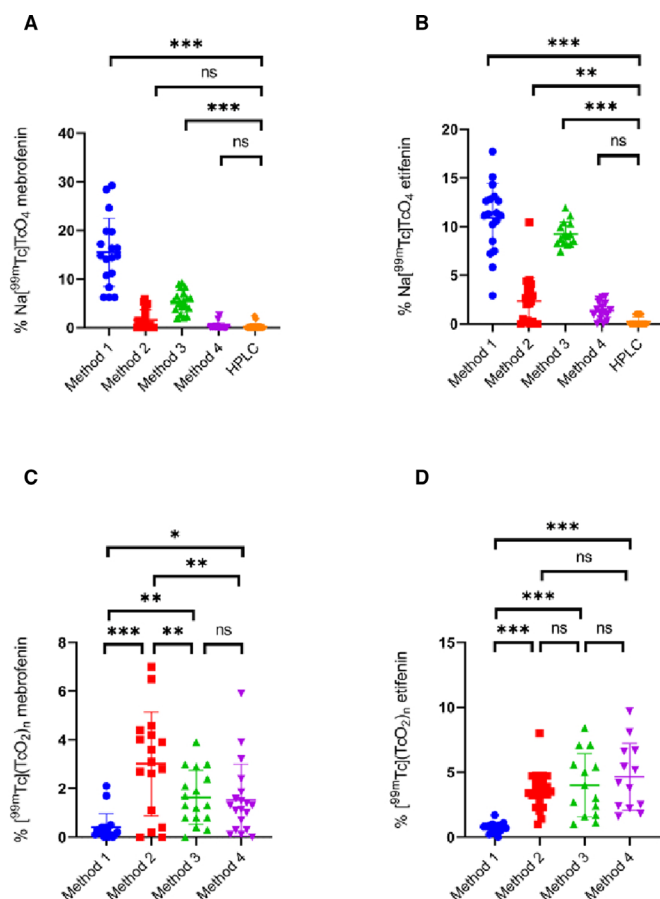 A
***
ns
***
ns
% Na[99mTc]TcO4 mebrofenin
40
30
20
10
0
Method 1
Method 2
Method 3
Method 4
HPLC
B
***
**
***
ns
% Na[99mTc]TcO4 etifenin
20
15
10
5
0
Method 1
Method 2
Method 3
Method 4
HPLC
C
*
**
**
***
**
ns
% [99mTc](TcO2)n mebrofenin
8
6
4
2
0
Method 1
Method 2
Method 3
Method 4
D
***
ns
***
***
ns
ns
% [99mTc](TcO2)n etifenin
15
10
5
0
Method 1
Method 2
Method 3
Method 4